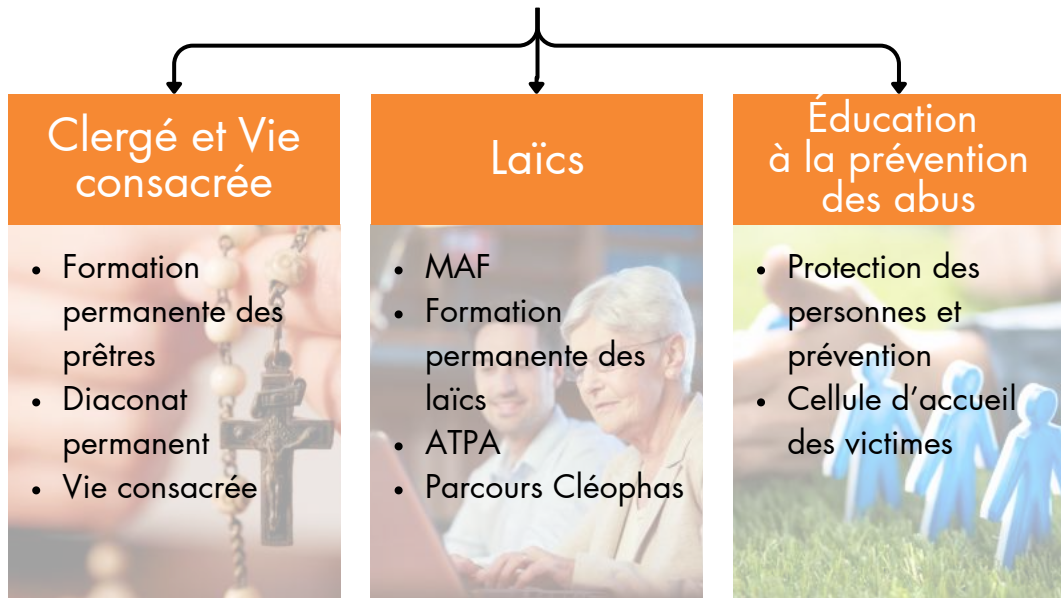 Clergé et Vie
consacrée
• Formation
permanente des
prêtres
• Diaconat
permanent
• Vie consacrée
Laïcs
• MAF
• Formation
permanente des
laïcs
• ATPA
• Parcours Cléophas
Éducation
à la prévention
des abus
• Protection des
personnes et
prévention
• Cellule d’accueil
des victimes